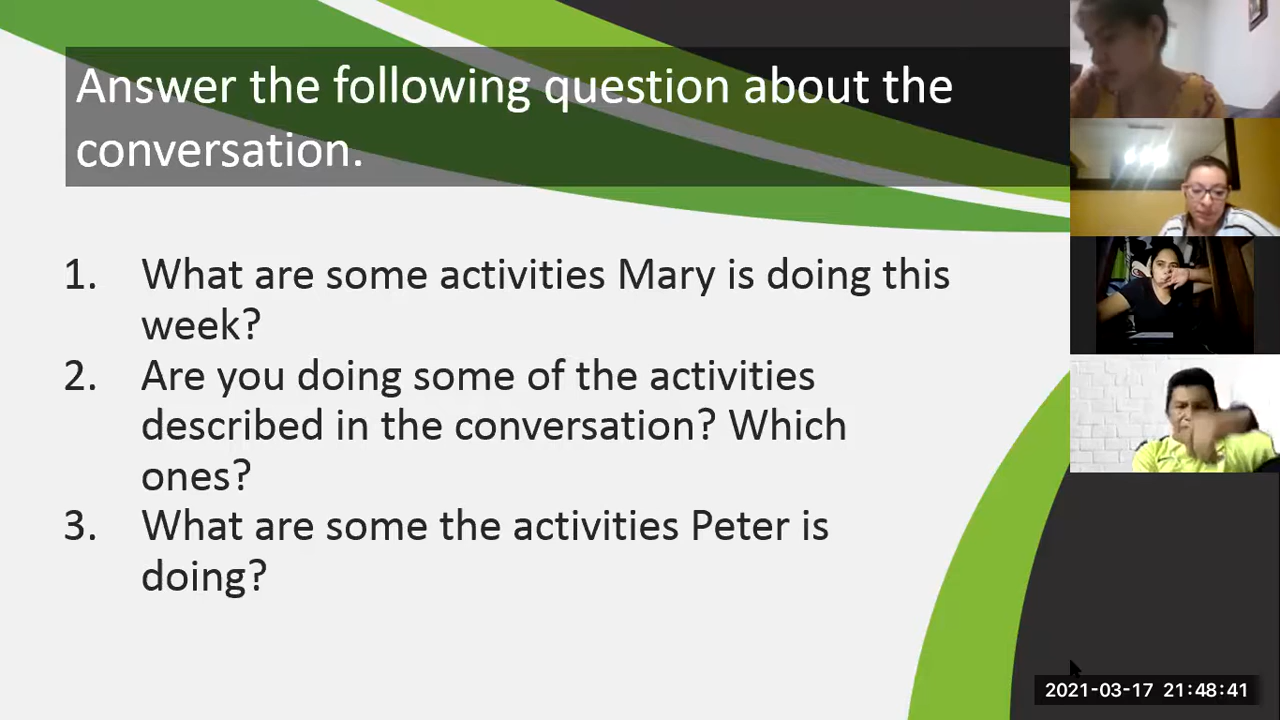 Answer the following question about the
conversation.
1. What are some activities Mary is doing this
week?
2. Are you doing some of the activities
described in the conversation? Which
ones?
3. What are some the activities Peter is
doing?
2021-03-17 21:48:41